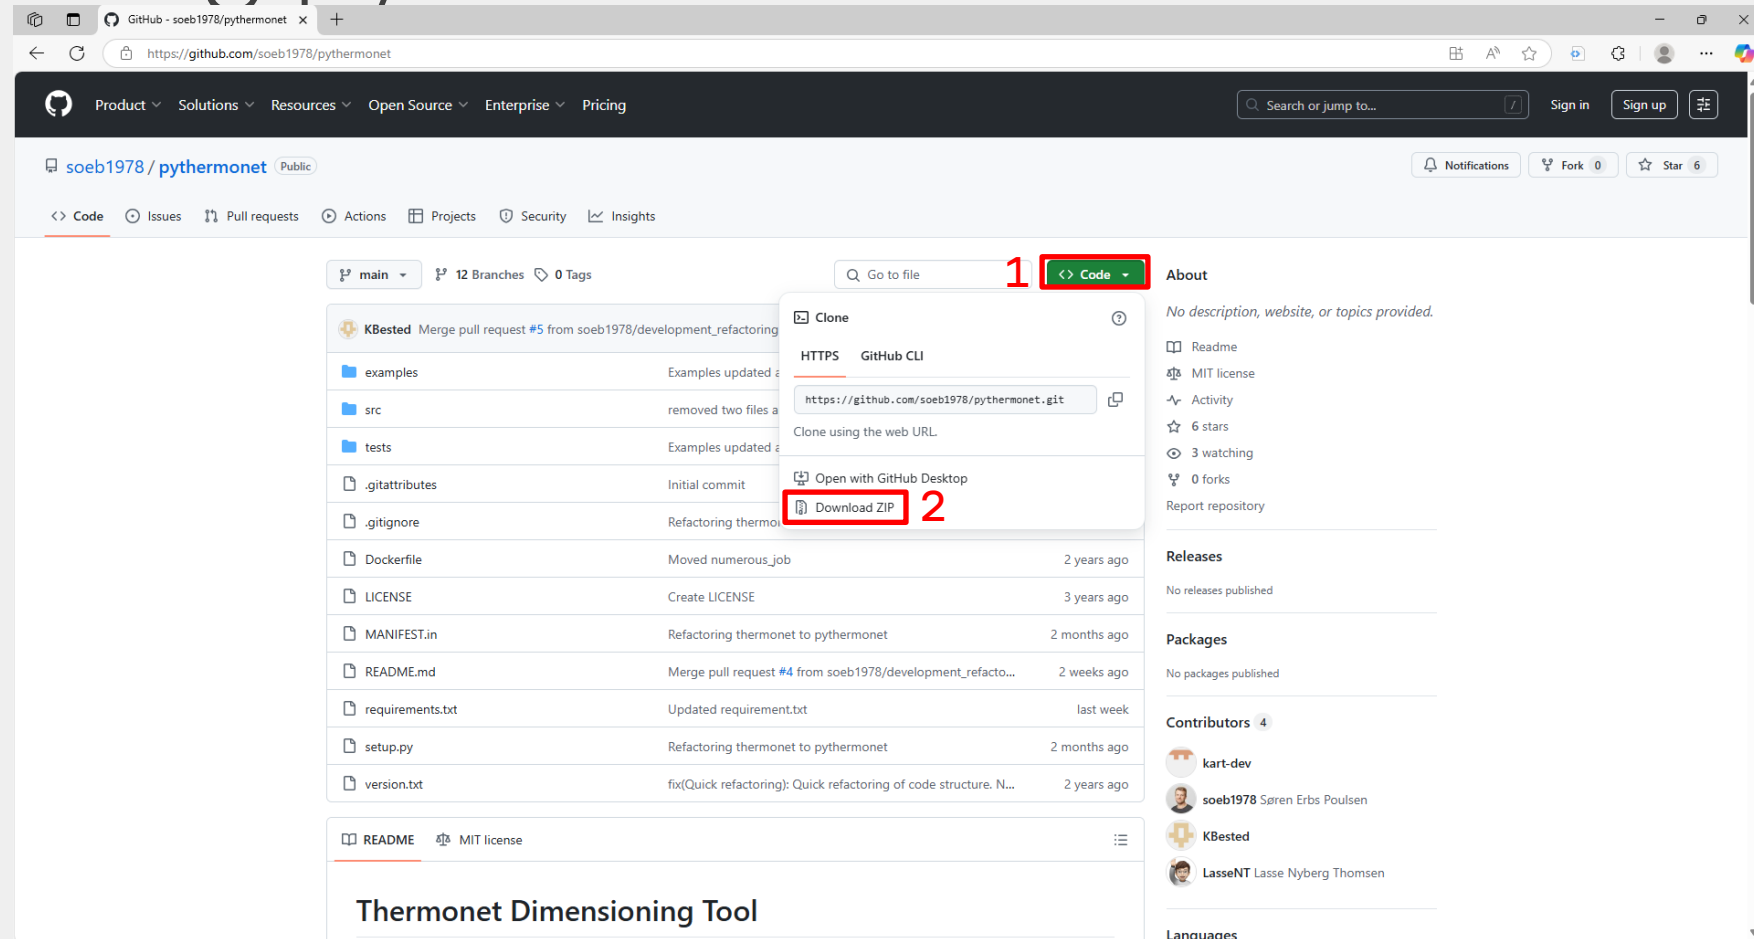 GitHub - soeb1978/pythermonet
https://github.com/soeb1978/pythermonet
Product Solutions Resources Open Source Enterprise Pricing
Search or jump to... /
Sign in
Sign up
soeb1978 / pythermonet Public
Notifications
Fork 0
Star 6
Code Issues Pull requests Actions Projects Security Insights
main 12 Branches 0 Tags
Go to file
1
Code
KBested Merge pull request #5 from soeb1978/development_refactoring
examples Examples updated a
src removed two files a
tests Examples updated a
.gitattributes Initial commit
.gitignore Refactoring thermo
Dockerfile Moved numerous_job 2 years ago
LICENSE Create LICENSE 3 years ago
MANIFEST.in Refactoring thermonet to pythermonet 2 months ago
README.md Merge pull request #4 from soeb1978/development_refacto... 2 weeks ago
requirements.txt Updated requirement.txt last week
setup.py Refactoring thermonet to pythermonet 2 months ago
version.txt fix(Quick refactoring): Quick refactoring of code structure. N... 2 years ago
Clone
HTTPS GitHub CLI
https://github.com/soeb1978/pythermonet.git
Clone using the web URL.
Open with GitHub Desktop
Download ZIP
2
README MIT license
Thermonet Dimensioning Tool
About
No description, website, or topics provided.
Readme
MIT license
Activity
6 stars
3 watching
0 forks
Report repository
Releases
No releases published
Packages
No packages published
Contributors 4
kart-dev
soeb1978 Søren Erbs Poulsen
KBested
LasseNT Lasse Nyberg Thomsen
Languages